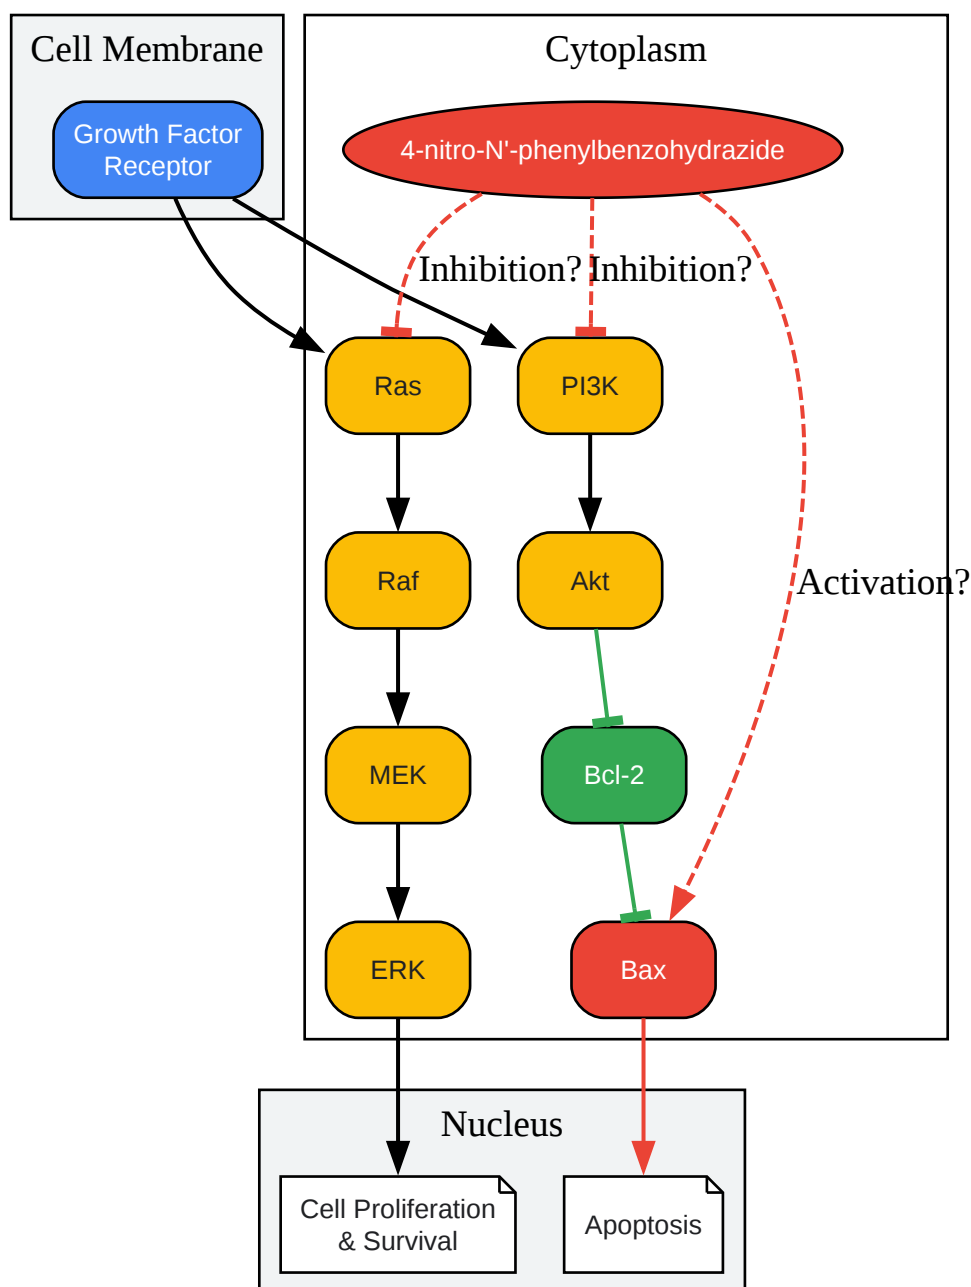 Cell Membrane
Cytoplasm
Growth Factor
Receptor
4-nitro-N'-phenylbenzohydrazide
Inhibition?
Inhibition?
Ras
PI3K
Raf
Akt
Activation?
MEK
Bcl-2
ERK
Bax
Nucleus
Cell Proliferation
& Survival
Apoptosis